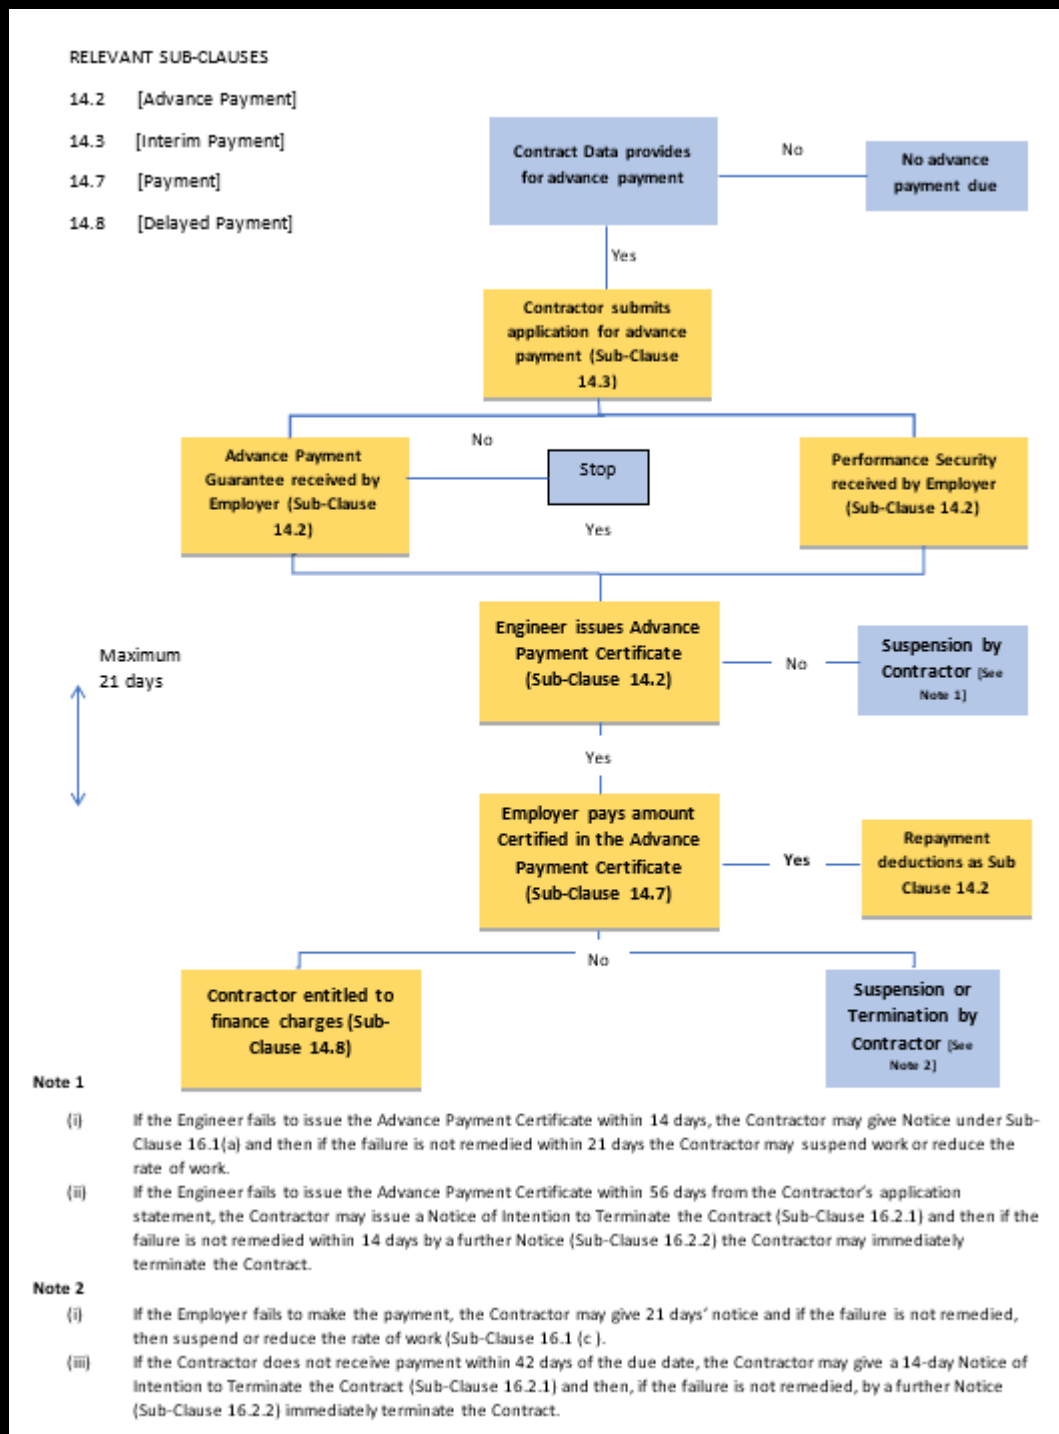 RELEVANT SUB-CLAUSES
14.2 [Advance Payment]
14.3 [Interim Payment]
14.7 [Payment]
14.8 [Delayed Payment]
Contract Data provides
for advance payment
No
No advance
payment due
Yes
Contractor submits
application for advance
payment (Sub-Clause
14.3)
Advance Payment
Guarantee received by
Employer (Sub-Clause
14.2)
No
Stop
Yes
Performance Security
received by Employer
(Sub-Clause 14.2)
Maximum
21 days
Engineer issues Advance
Payment Certificate
(Sub-Clause 14.2)
No
Suspension by
Contractor [See
Note 1]
Yes
Employer pays amount
Certified in the Advance
Payment Certificate
(Sub-Clause 14.7)
Yes
Repayment
deductions as Sub
Clause 14.2
No
Contractor entitled to
finance charges (Sub-
Clause 14.8)
Suspension or
Termination by
Contractor [See
Note 2]
Note 1
(i) If the Engineer fails to issue the Advance Payment Certificate within 14 days, the Contractor may give Notice under Sub-
Clause 16.1(a) and then if the failure is not remedied within 21 days the Contractor may suspend work or reduce the
rate of work.
(ii) If the Engineer fails to issue the Advance Payment Certificate within 56 days from the Contractor's application
statement, the Contractor may issue a Notice of Intention to Terminate the Contract (Sub-Clause 16.2.1) and then if the
failure is not remedied within 14 days by a further Notice (Sub-Clause 16.2.2) the Contractor may immediately
terminate the Contract.
Note 2
(i) If the Employer fails to make the payment, the Contractor may give 21 days' notice and if the failure is not remedied,
then suspend or reduce the rate of work (Sub-Clause 16.1 (c ).
(iii) If the Contractor does not receive payment within 42 days of the due date, the Contractor may give a 14-day Notice of
Intention to Terminate the Contract (Sub-Clause 16.2.1) and then, if the failure is not remedied, by a further Notice
(Sub-Clause 16.2.2) immediately terminate the Contract.